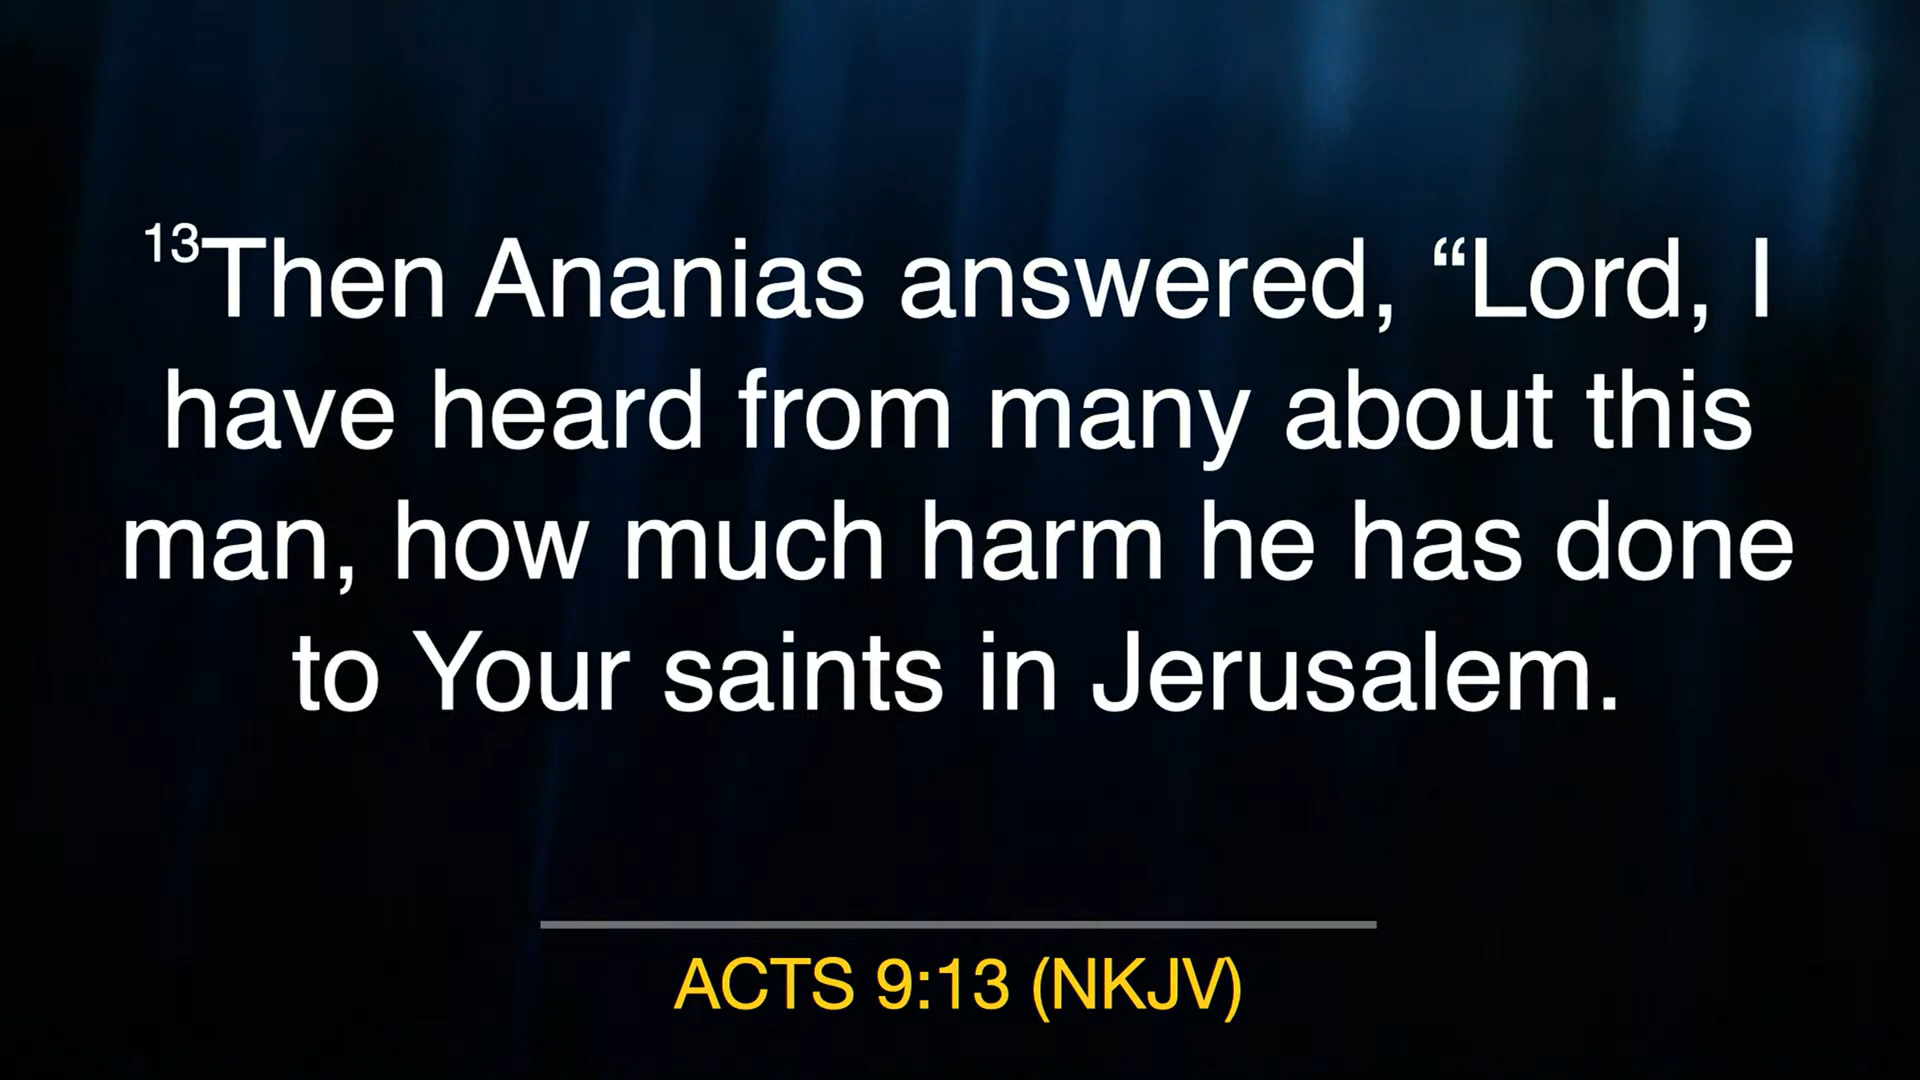 13Then Ananias answered, “Lord, I
have heard from many about this
man, how much harm he has done
to Your saints in Jerusalem.
ACTS 9:13 (NKJV)